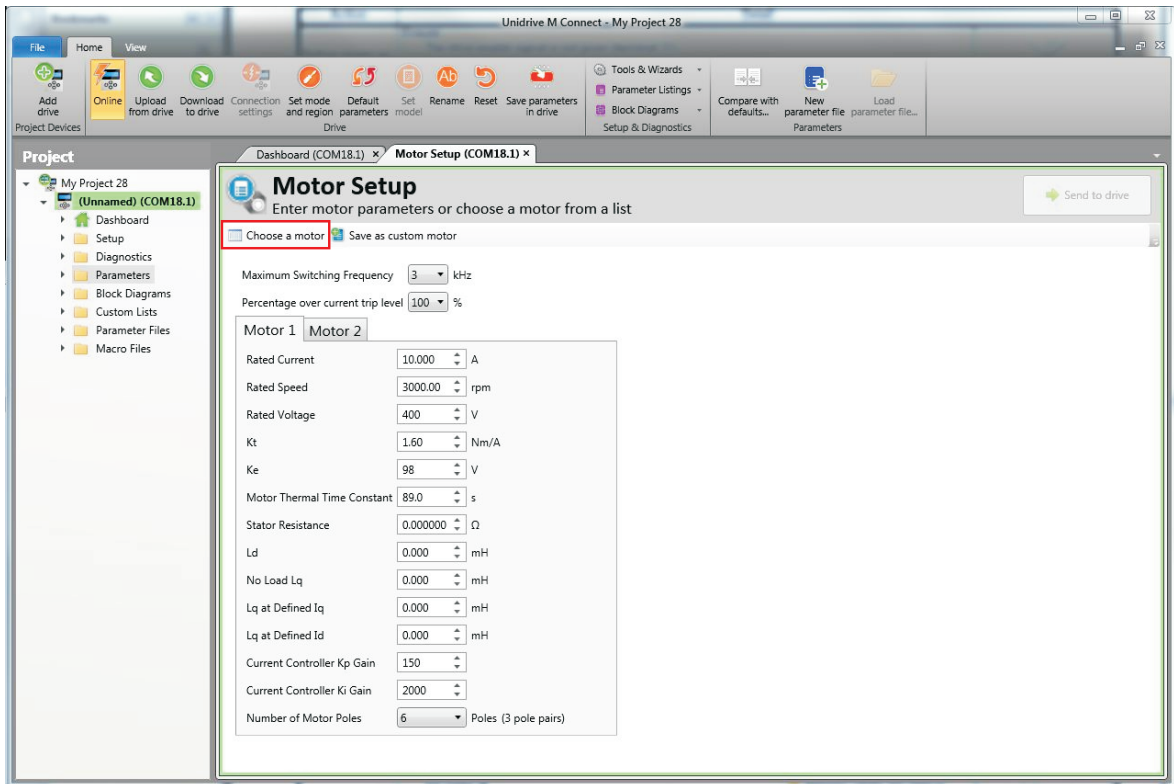 Unidrive M Connect - My Project 28
File Home View
Add drive
Online
Upload from drive
Download to drive
Connection settings
Set mode and region
Default parameters
Set model
Rename
Reset
Save parameters in drive
Tools & Wizards
Parameter Listings
Block Diagrams
Compare with defaults...
New parameter file
Load parameter file...
Project Devices
Drive
Setup & Diagnostics
Parameters
Project
My Project 28
(Unnamed) (COM18.1)
Dashboard
Setup
Diagnostics
Parameters
Block Diagrams
Custom Lists
Parameter Files
Macro Files
Dashboard (COM18.1) × Motor Setup (COM18.1) ×
Motor Setup
Enter motor parameters or choose a motor from a list
Send to drive
Choose a motor Save as custom motor
Maximum Switching Frequency 3 kHz
Percentage over current trip level 100 %
Motor 1 Motor 2
Rated Current 10.000 A
Rated Speed 3000.00 rpm
Rated Voltage 400 V
Kt 1.60 Nm/A
Ke 98 V
Motor Thermal Time Constant 89.0 s
Stator Resistance 0.000000 Ω
Ld 0.000 mH
No Load Lq 0.000 mH
Lq at Defined Iq 0.000 mH
Lq at Defined Id 0.000 mH
Current Controller Kp Gain 150
Current Controller Ki Gain 2000
Number of Motor Poles 6 Poles (3 pole pairs)